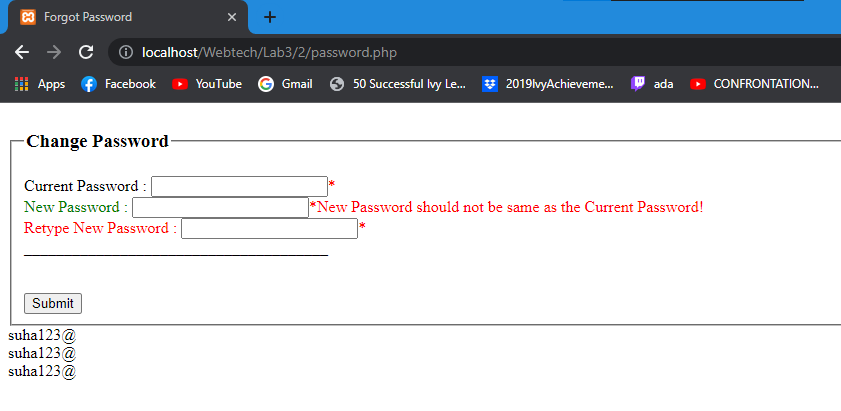 Forgot Password
localhost/Webtech/Lab3/2/password.php
Apps Facebook YouTube Gmail 50 Successful Ivy Le... 2019IvyAchieveme... ada CONFRONTATION...
Change Password
Current Password : *
New Password : *New Password should not be same as the Current Password!
Retype New Password : *
Submit
suha123@
suha123@
suha123@